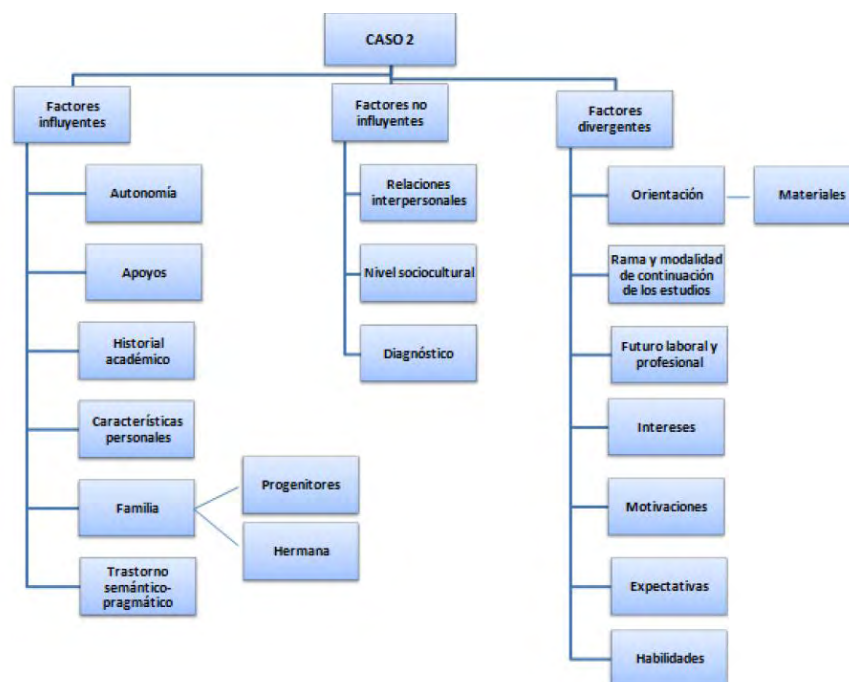 CASO 2
Factores
influyentes
Factores no
influyentes
Factores
divergentes
Autonomía
Apoyos
Historial
académico
Características
personales
Familia
Progenitores
Hermana
Trastorno
semántico-
pragmático
Relaciones
interpersonales
Nivel sociocultural
Diagnóstico
Orientación
Materiales
Rama y modalidad
de continuación
de los estudios
Futuro laboral y
profesional
Intereses
Motivaciones
Expectativas
Habilidades